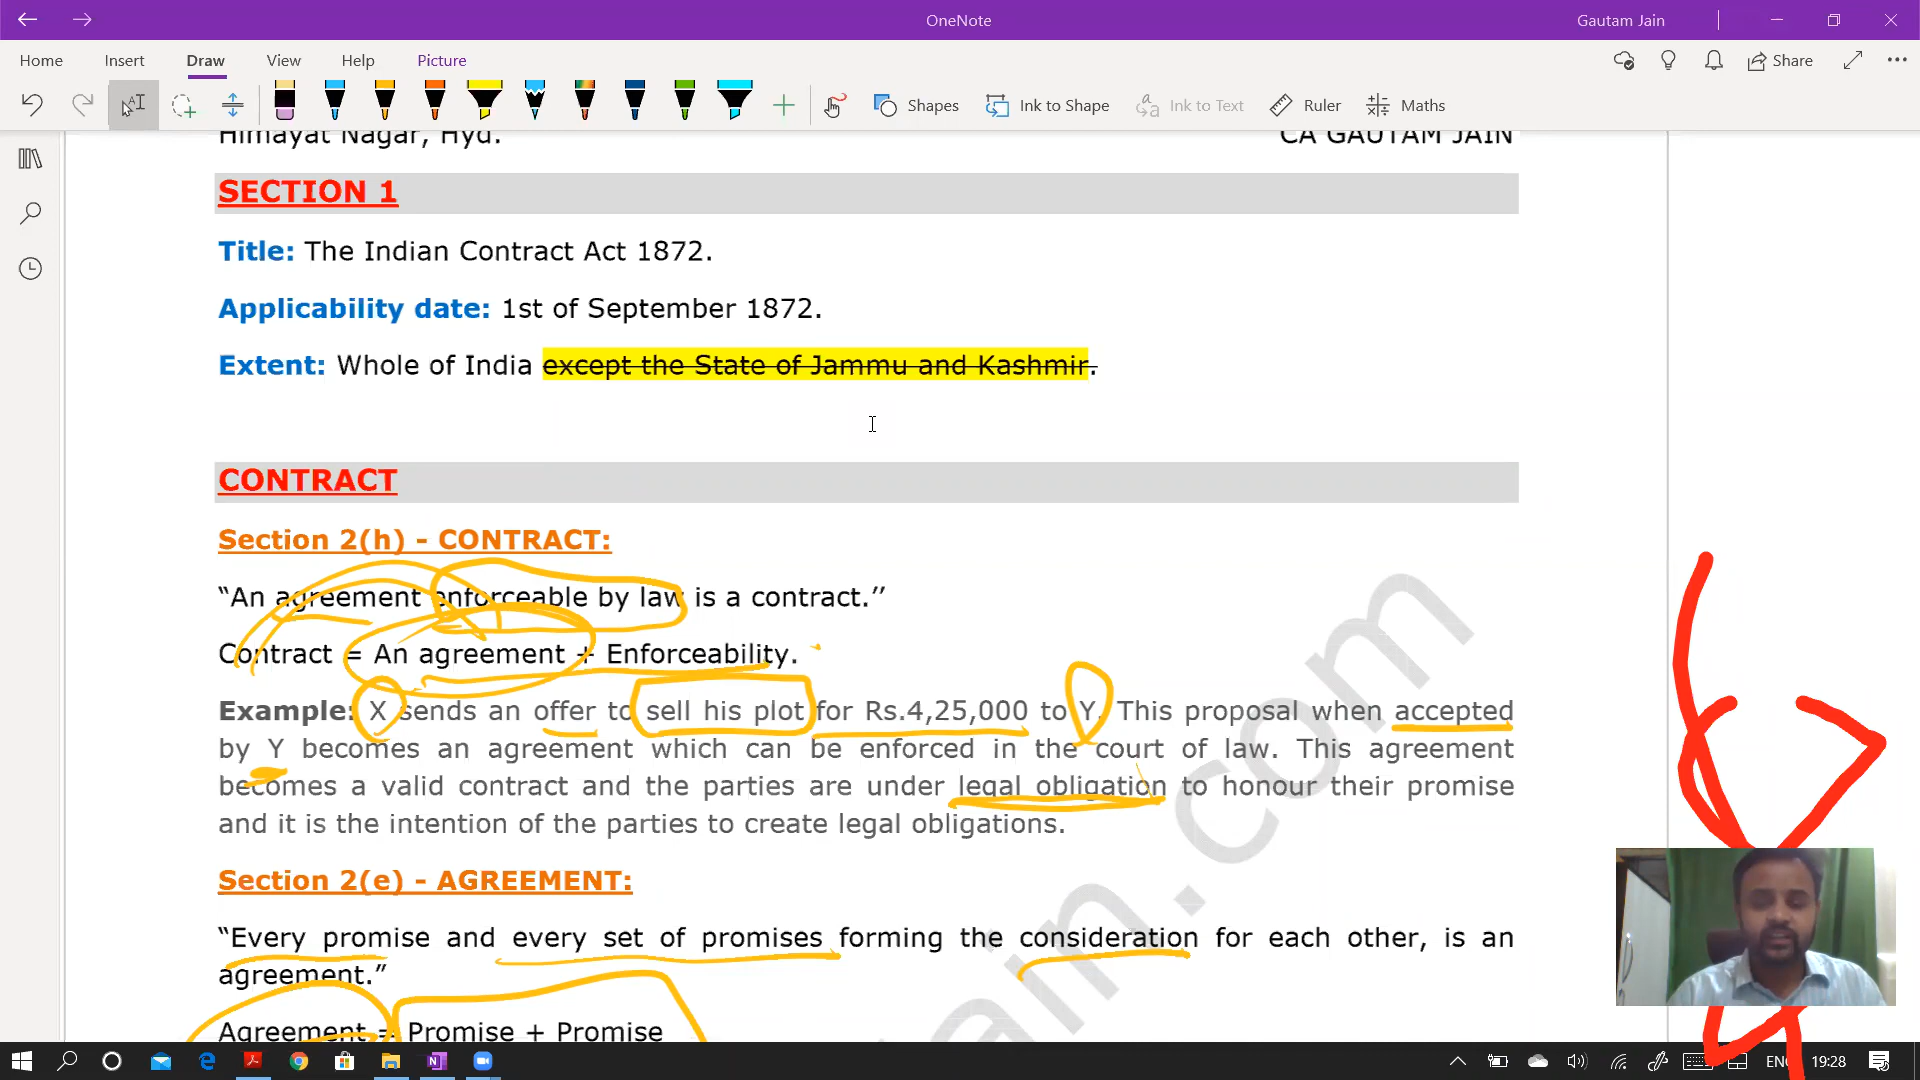 OneNote
Gautam Jain
Home Insert Draw View Help Picture
Share
Shapes Ink to Shape Ink to Text Ruler Maths
Himayat Nagar, Hyd. CA GAUTAM JAIN
SECTION 1
Title: The Indian Contract Act 1872.
Applicability date: 1st of September 1872.
Extent: Whole of India except the State of Jammu and Kashmir.
CONTRACT
Section 2(h) - CONTRACT:
“An agreement enforceable by law is a contract.’’
Contract = An agreement + Enforceability.
Example: X sends an offer to sell his plot for Rs.4,25,000 to Y. This proposal when accepted
by Y becomes an agreement which can be enforced in the court of law. This agreement
becomes a valid contract and the parties are under legal obligation to honour their promise
and it is the intention of the parties to create legal obligations.
Section 2(e) - AGREEMENT:
“Every promise and every set of promises forming the consideration for each other, is an
agreement.”
Agreement = Promise + Promise
ain.com
19:28